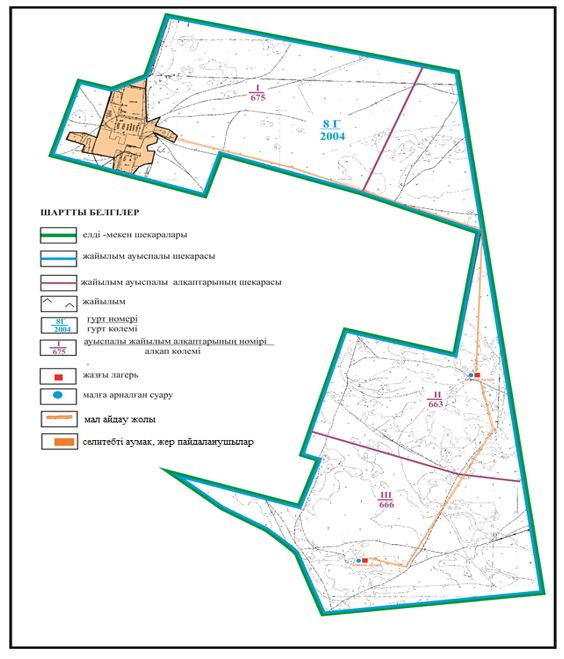 I
675
8 Г
2004
ШАРТТЫ БЕЛГІЛЕР
елді -мекен шекаралары
жайылым ауыспалы шекарасы
жайылым ауыспалы алқаптарының шекарасы
жайылым
8Г
2004
гурт номері
гурт көлемі
I
675
ауыспалы жайылым алқаптарының нөмірі
алқап көлемі
жазғы лагерь
малға арналған суару
мал айдау жолы
селитебті аумак, жер пайдаланушылар
II
663
III
666